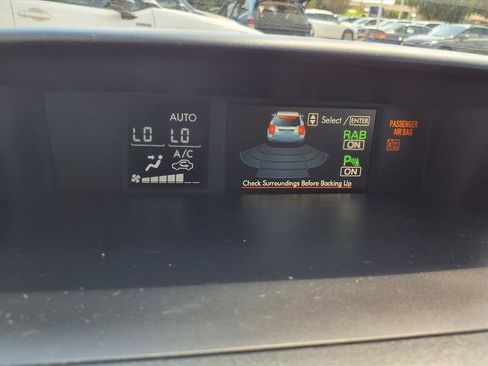 AUTO
LO LO
A/C
Select / ENTER
RAB
ON
P
ON
Check Surroundings Before Backing Up
PASSENGER
AIR BAG
OFF